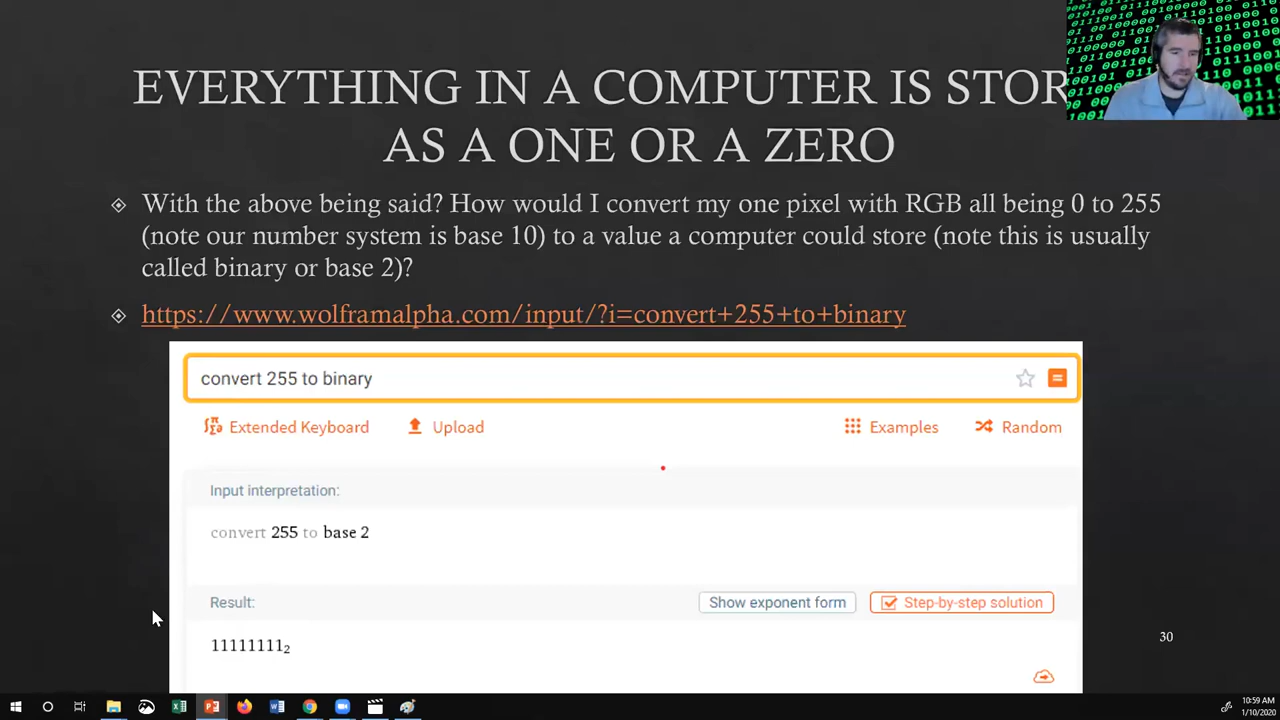 EVERYTHING IN A COMPUTER IS STOR
AS A ONE OR A ZERO
With the above being said? How would I convert my one pixel with RGB all being 0 to 255
(note our number system is base 10) to a value a computer could store (note this is usually
called binary or base 2)?
https://www.wolframalpha.com/input/?i=convert+255+to+binary
convert 255 to binary
Extended Keyboard Upload Examples Random
Input interpretation:
convert 255 to base 2
Result: Show exponent form Step-by-step solution
11111111₂
30
10:59 AM
1/10/2020